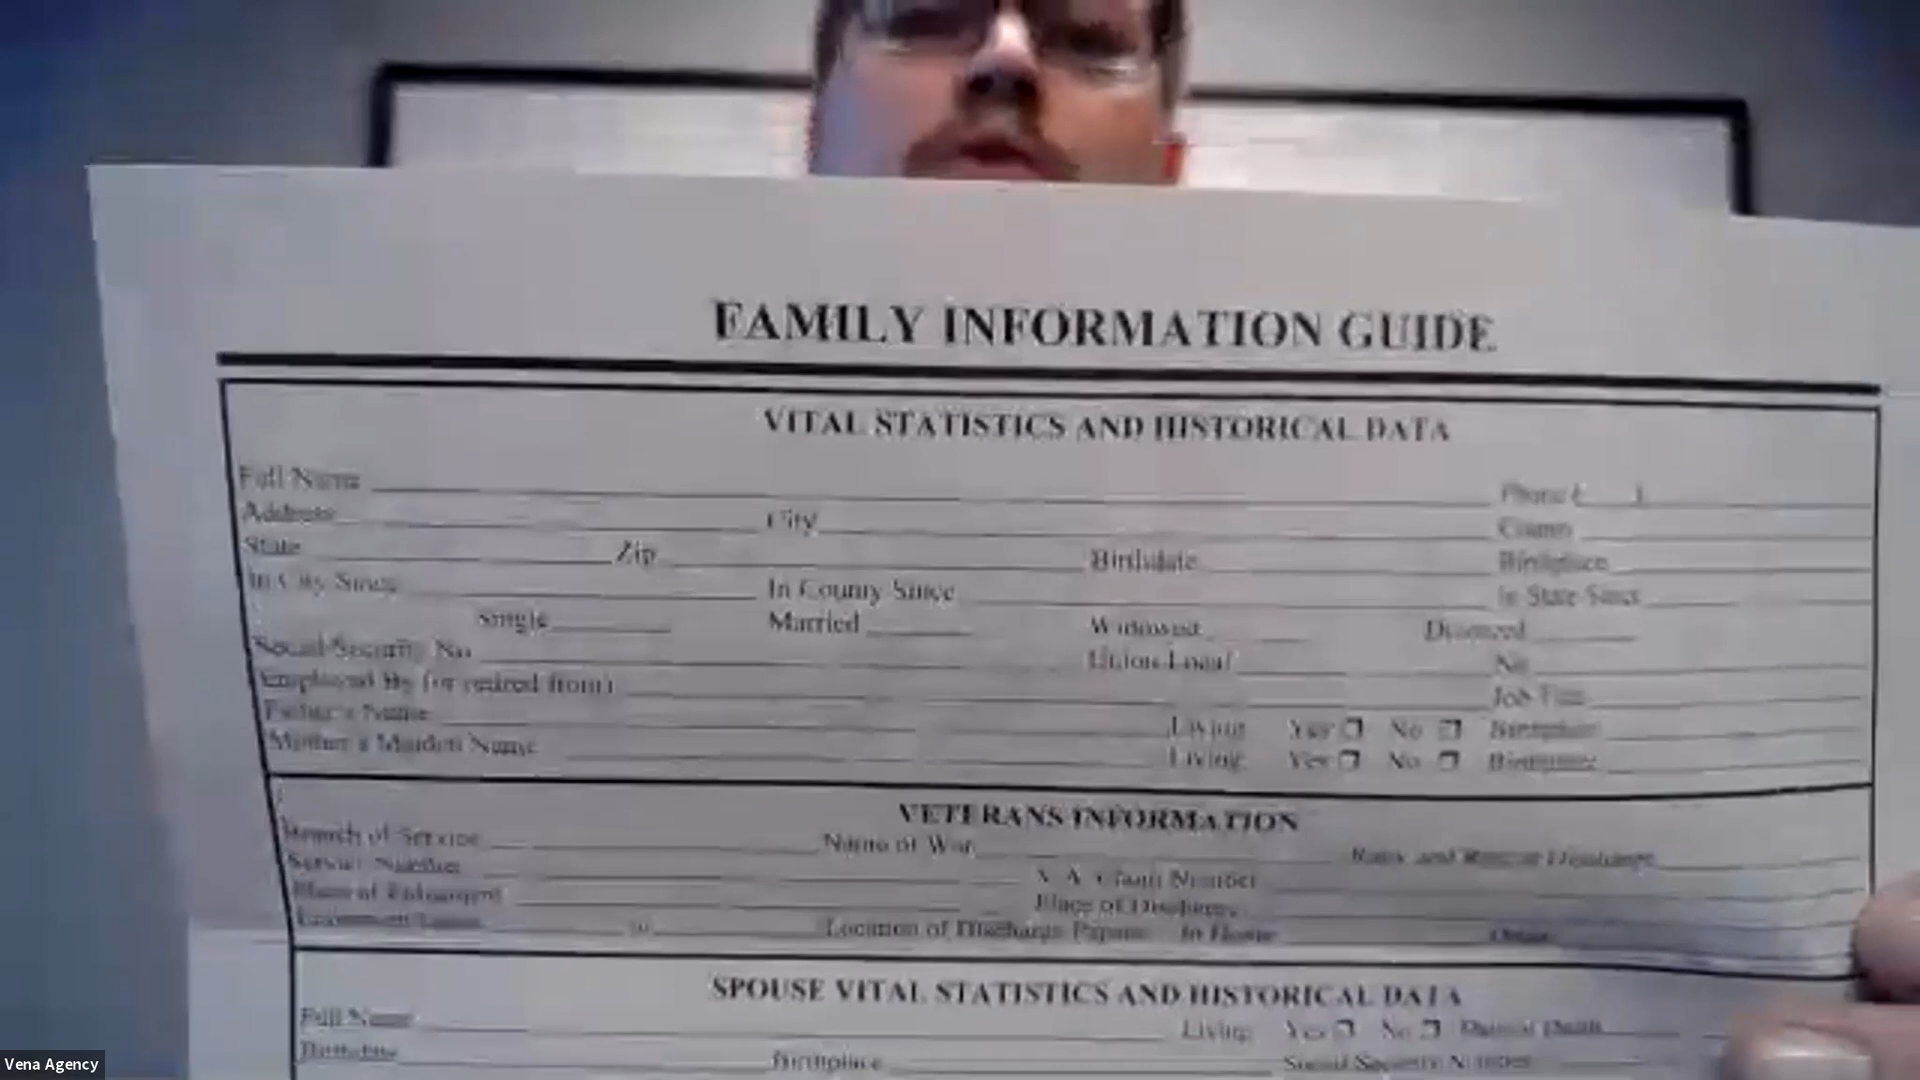 FAMILY INFORMATION GUIDE
VITAL STATISTICS AND HISTORICAL DATA
Full Name Phone ( )
Address City County
State Zip Birthdate Birthplace
In City Since In County Since In State Since
Single Married Widowed Divorced
Social Security No. Union Local No.
Employed By (or retired from) Job Title
Father's Name Living Yes No Birthplace
Mother's Maiden Name Living Yes No Birthplace
VETERANS INFORMATION
Branch of Service Name of War Rank and Rate at Discharge
Service Number V.A. Claim Number
Place of Enlistment Place of Discharge
to Location of Discharge Papers In Home Other
SPOUSE VITAL STATISTICS AND HISTORICAL DATA
Full Name Living Yes No Death
Birthdate Birthplace Social Security Number
Vena Agency